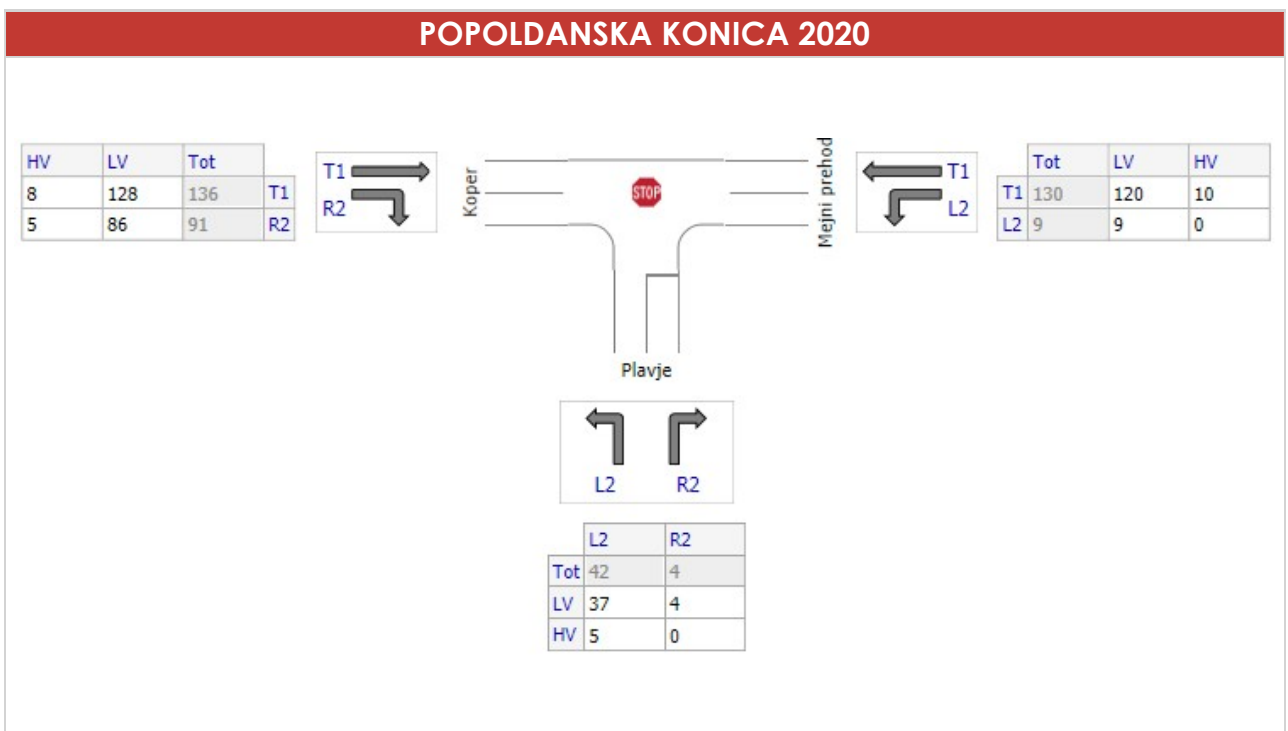 POPOLDANSKA KONICA 2020
HV LV Tot
8 128 136 T1
5 86 91 R2
T1
R2
Koper
STOP
Mejni prehod
T1
L2
Tot LV HV
T1 130 120 10
L2 9 9 0
Plavje
L2 R2
L2 R2
Tot 42 4
LV 37 4
HV 5 0